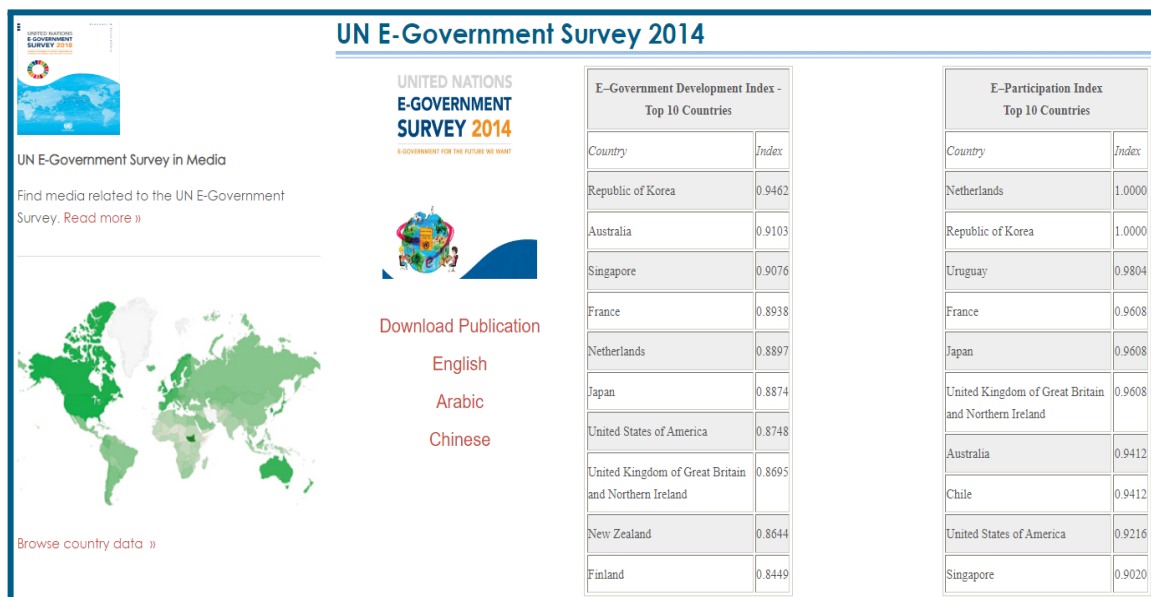 UNITED NATIONS
E-GOVERNMENT
SURVEY 2018
UN E-Government Survey in Media
Find media related to the UN E-Government
Survey. Read more »
Browse country data »
UN E-Government Survey 2014
UNITED NATIONS
E-GOVERNMENT
SURVEY 2014
E-GOVERNMENT FOR THE FUTURE WE WANT
Download Publication
English
Arabic
Chinese
E–Government Development Index -
Top 10 Countries
Country Index
Republic of Korea 0.9462
Australia 0.9103
Singapore 0.9076
France 0.8938
Netherlands 0.8897
Japan 0.8874
United States of America 0.8748
United Kingdom of Great Britain 0.8695
and Northern Ireland
New Zealand 0.8644
Finland 0.8449
E–Participation Index
Top 10 Countries
Country Index
Netherlands 1.0000
Republic of Korea 1.0000
Uruguay 0.9804
France 0.9608
Japan 0.9608
United Kingdom of Great Britain 0.9608
and Northern Ireland
Australia 0.9412
Chile 0.9412
United States of America 0.9216
Singapore 0.9020